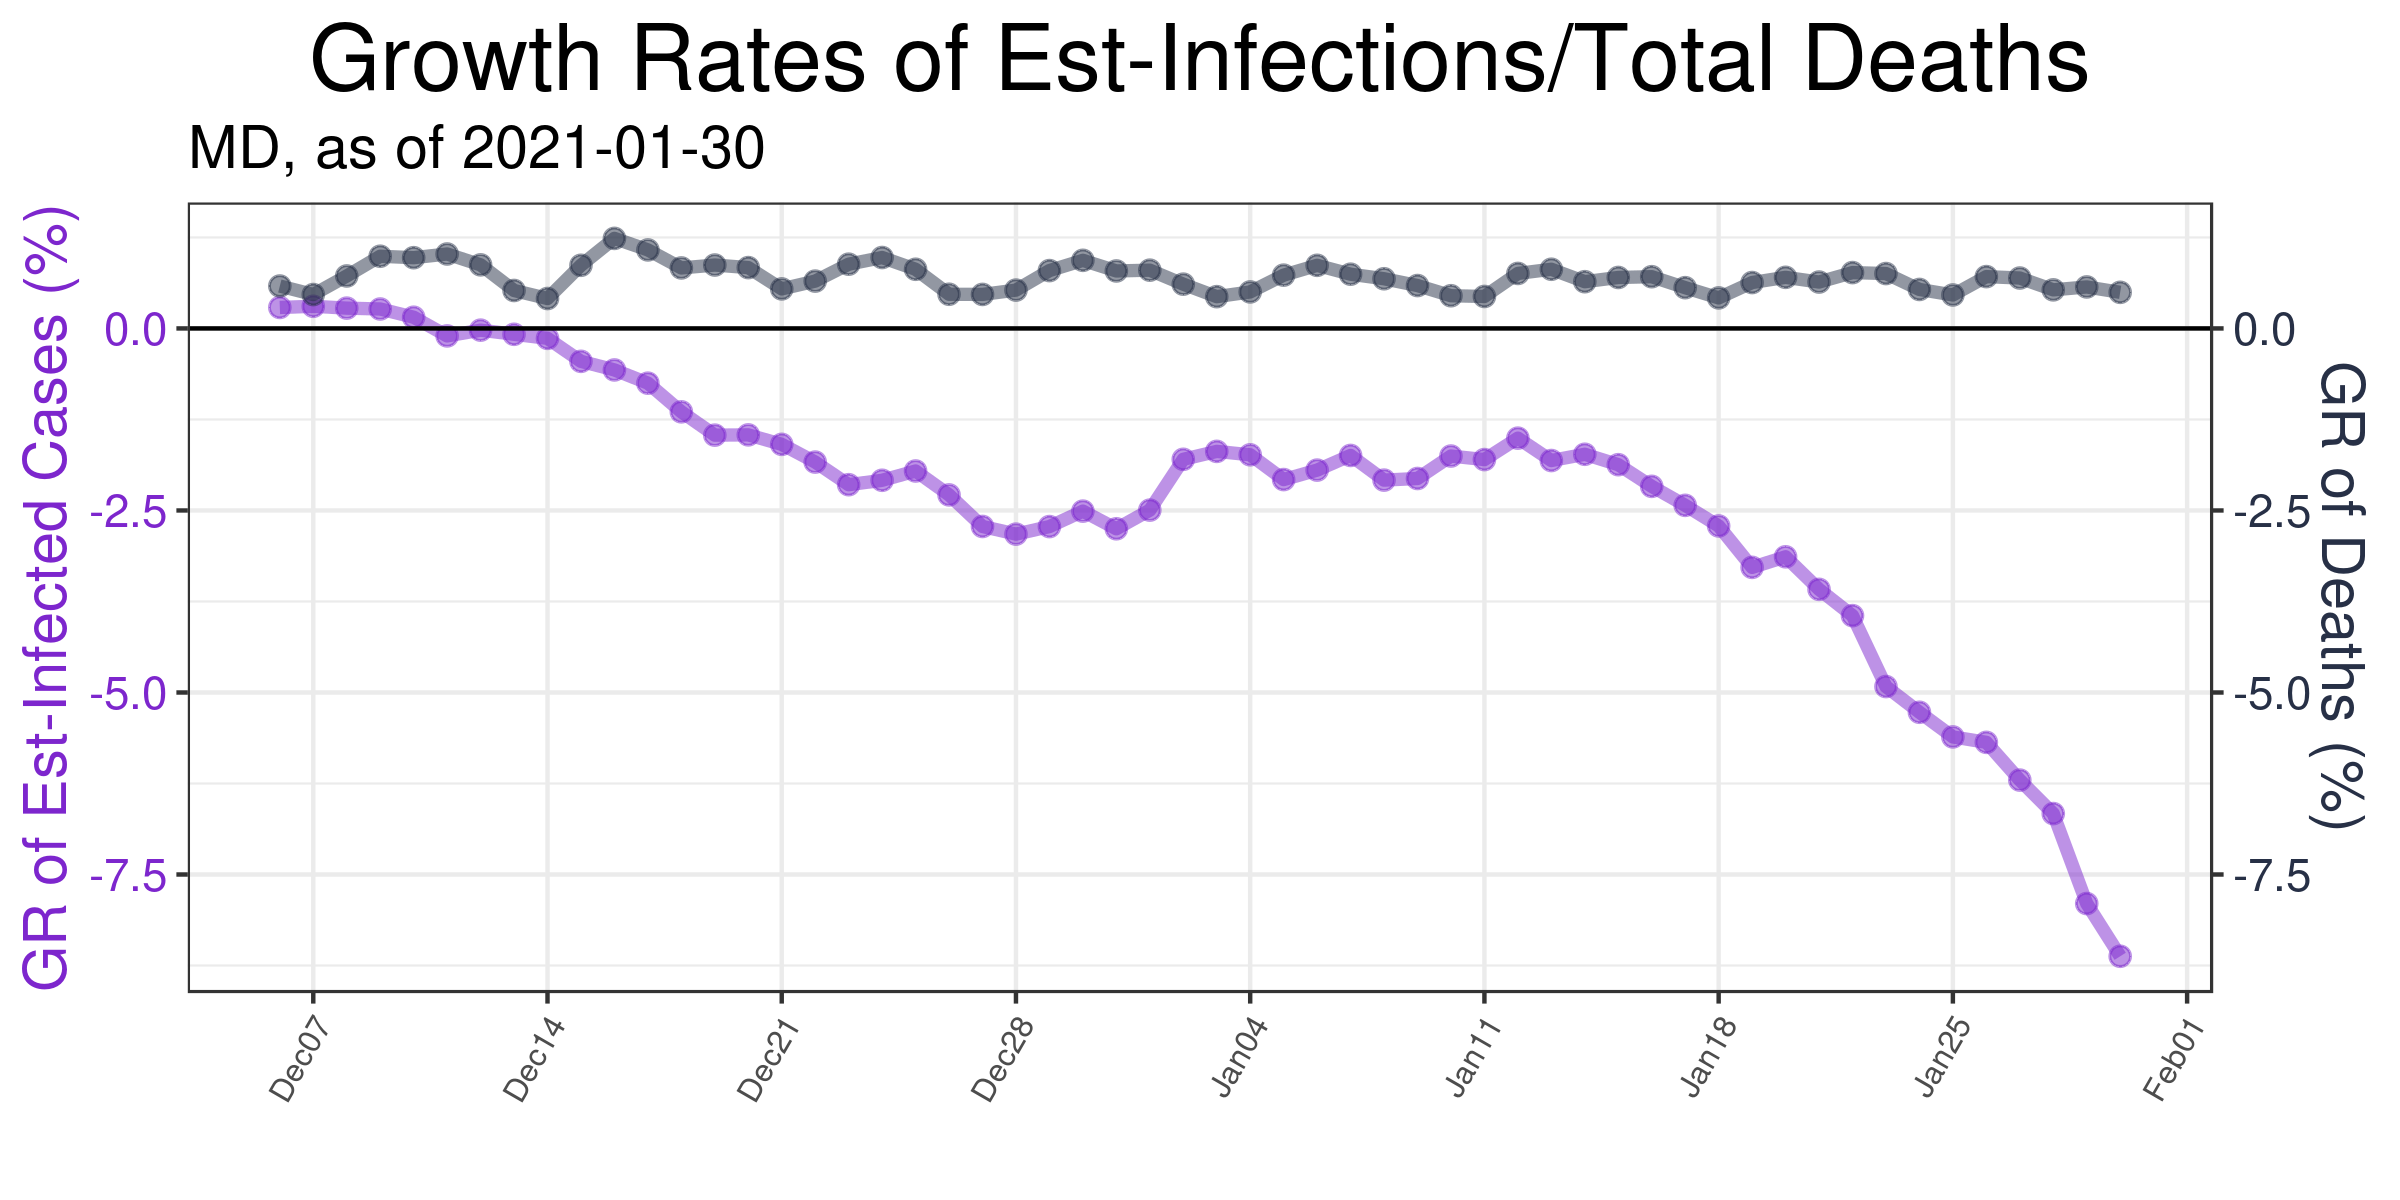 Growth Rates of Est-Infections/Total Deaths
MD, as of 2021-01-30
GR of Est-Infected Cases (%)
0.0
-2.5
-5.0
-7.5
0.0
-2.5
-5.0
-7.5
GR of Deaths (%)
Dec07
Dec14
Dec21
Dec28
Jan04
Jan11
Jan18
Jan25
Feb01